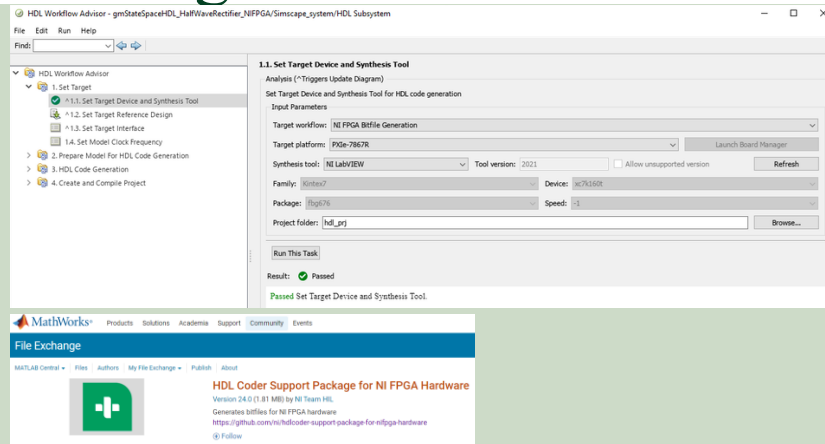 HDL Workflow Advisor - gmStateSpaceHDL_HalfWaveRectifier_NIFPGA/Simscape_system/HDL Subsystem
File Edit Run Help
Find:
HDL Workflow Advisor
1. Set Target
^1.1. Set Target Device and Synthesis Tool
^1.2. Set Target Reference Design
^1.3. Set Target Interface
1.4. Set Model Clock Frequency
2. Prepare Model For HDL Code Generation
3. HDL Code Generation
4. Create and Compile Project
1.1. Set Target Device and Synthesis Tool
Analysis (^Triggers Update Diagram)
Set Target Device and Synthesis Tool for HDL code generation
Input Parameters
Target workflow: NI FPGA Bitfile Generation
Target platform: PXIe-7867R Launch Board Manager
Synthesis tool: NI LabVIEW Tool version: 2021 Allow unsupported version Refresh
Family: Kintex7 Device: xc7k160t
Package: fbg676 Speed: -1
Project folder: hdl_prj Browse...
Run This Task
Result: Passed
Passed Set Target Device and Synthesis Tool.
MathWorks® Products Solutions Academia Support Community Events
File Exchange
MATLAB Central Files Authors My File Exchange Publish About
HDL Coder Support Package for NI FPGA Hardware
Version 24.0 (1.81 MB) by NI Team HIL
Generates bitfiles for NI FPGA hardware
https://github.com/ni/hdlcoder-support-package-for-nifpga-hardware
Follow